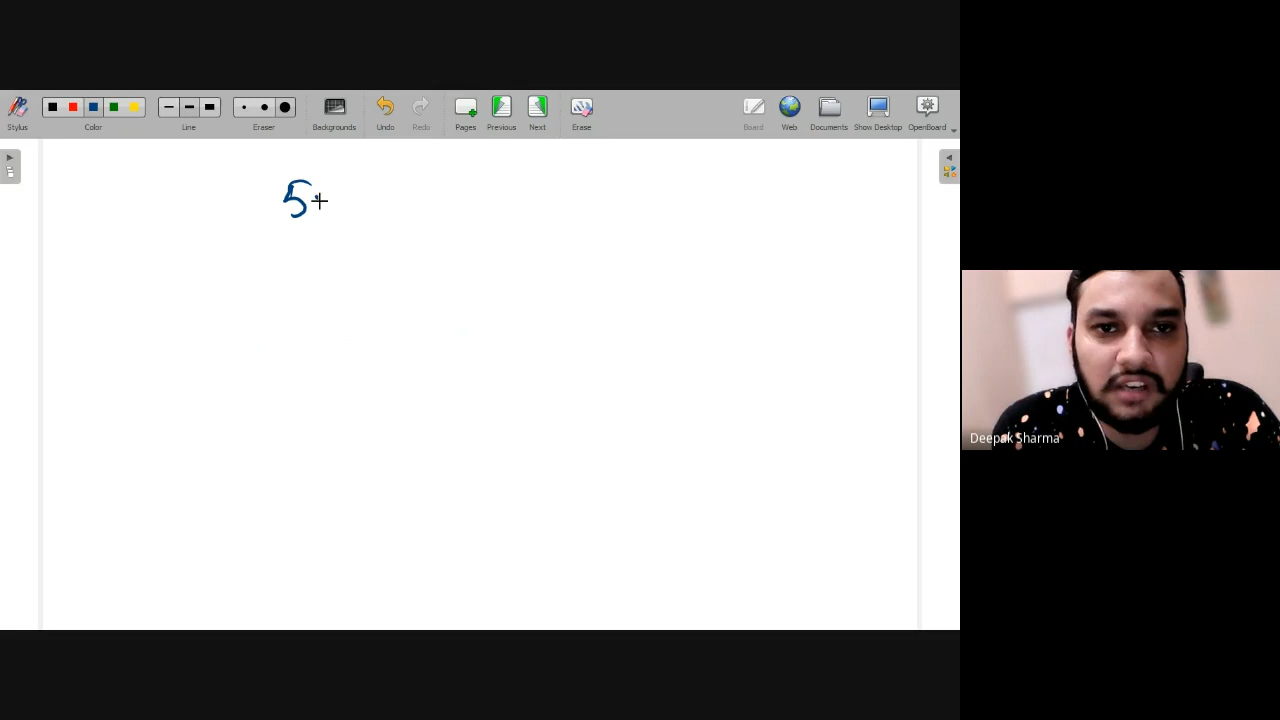 Stylus Color Line Eraser Backgrounds Undo Redo Pages Previous Next Erase Board Web Documents Show Desktop OpenBoard
5
Deepak Sharma